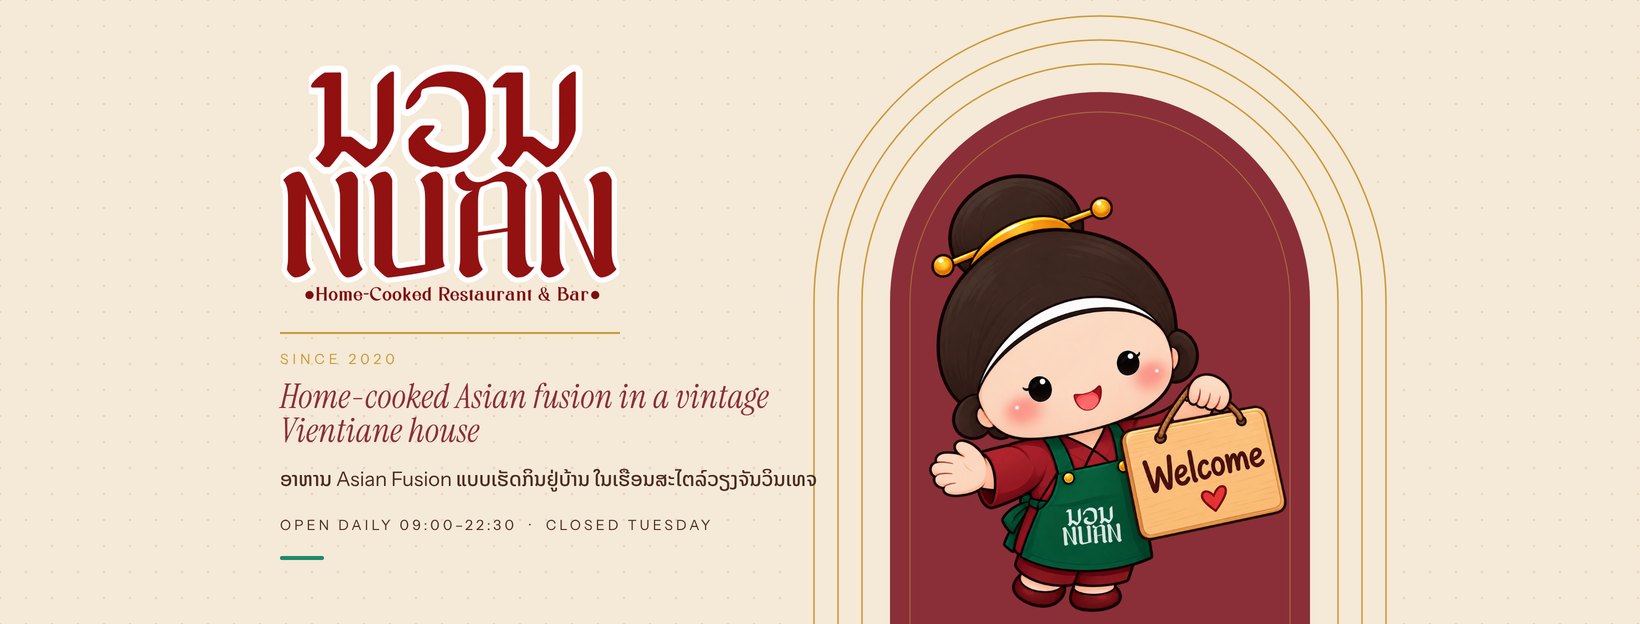 ມອມ
NUAN
•Home-Cooked Restaurant & Bar•
SINCE 2020
Home-cooked Asian fusion in a vintage
Vientiane house
ອາຫານ Asian Fusion ແບບເຮັດກິນຢູ່ບ້ານ ໃນເຮືອນສະໄຕລ໌ວຽງຈັນວິນເທຈ
OPEN DAILY 09:00–22:30 · CLOSED TUESDAY
Welcome
ມອມ
NUAN